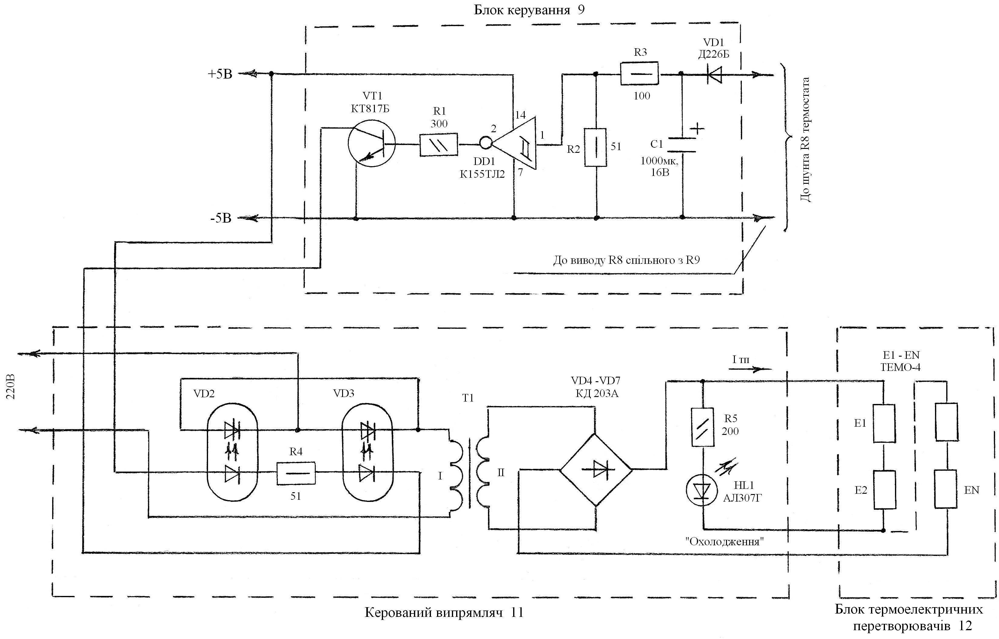 Блок керування 9
VD1
Д226Б
R3
100
+5В
VT1
КТ817Б
R1
300
14
2
1
DD1
К155ТЛ2
7
R2
51
+
C1
1000мк,
16В
До шунта R8 термостата
-5В
До виводу R8 спільного з R9
220В
VD2
VD3
R4
51
T1
I
II
VD4 -VD7
КД 203А
I тп
R5
200
HL1
АЛ307Г
"Охолодження"
E1 - EN
ТЕМО-4
E1
E2
EN
Керований випрямляч 11
Блок термоелектричних
перетворювачів 12